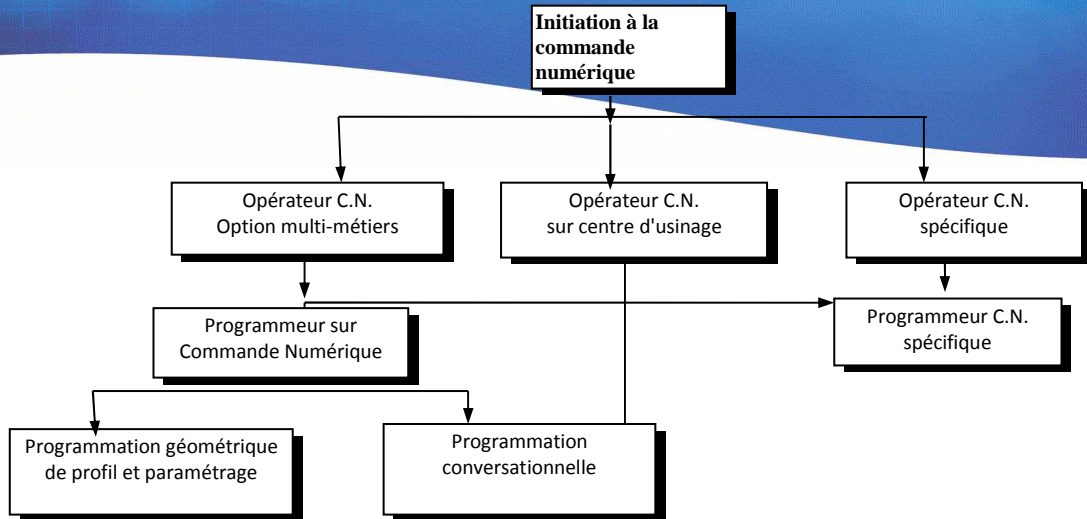 Initiation à la
commande
numérique
Opérateur C.N.
Option multi-métiers
Opérateur C.N.
sur centre d'usinage
Opérateur C.N.
spécifique
Programmeur sur
Commande Numérique
Programmeur C.N.
spécifique
Programmation géométrique
de profil et paramétrage
Programmation
conversationnelle